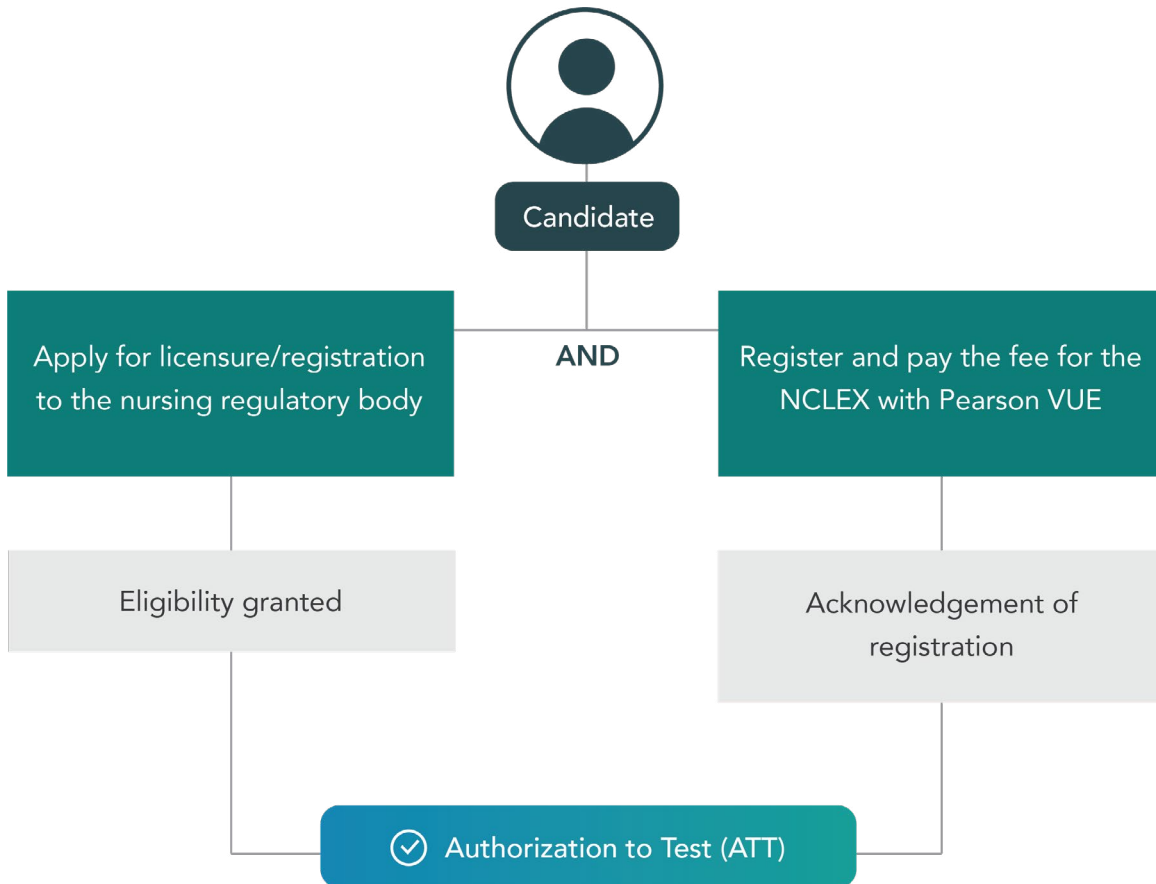 Candidate
Apply for licensure/registration
to the nursing regulatory body
AND
Register and pay the fee for the
NCLEX with Pearson VUE
Eligibility granted
Acknowledgement of
registration
Authorization to Test (ATT)